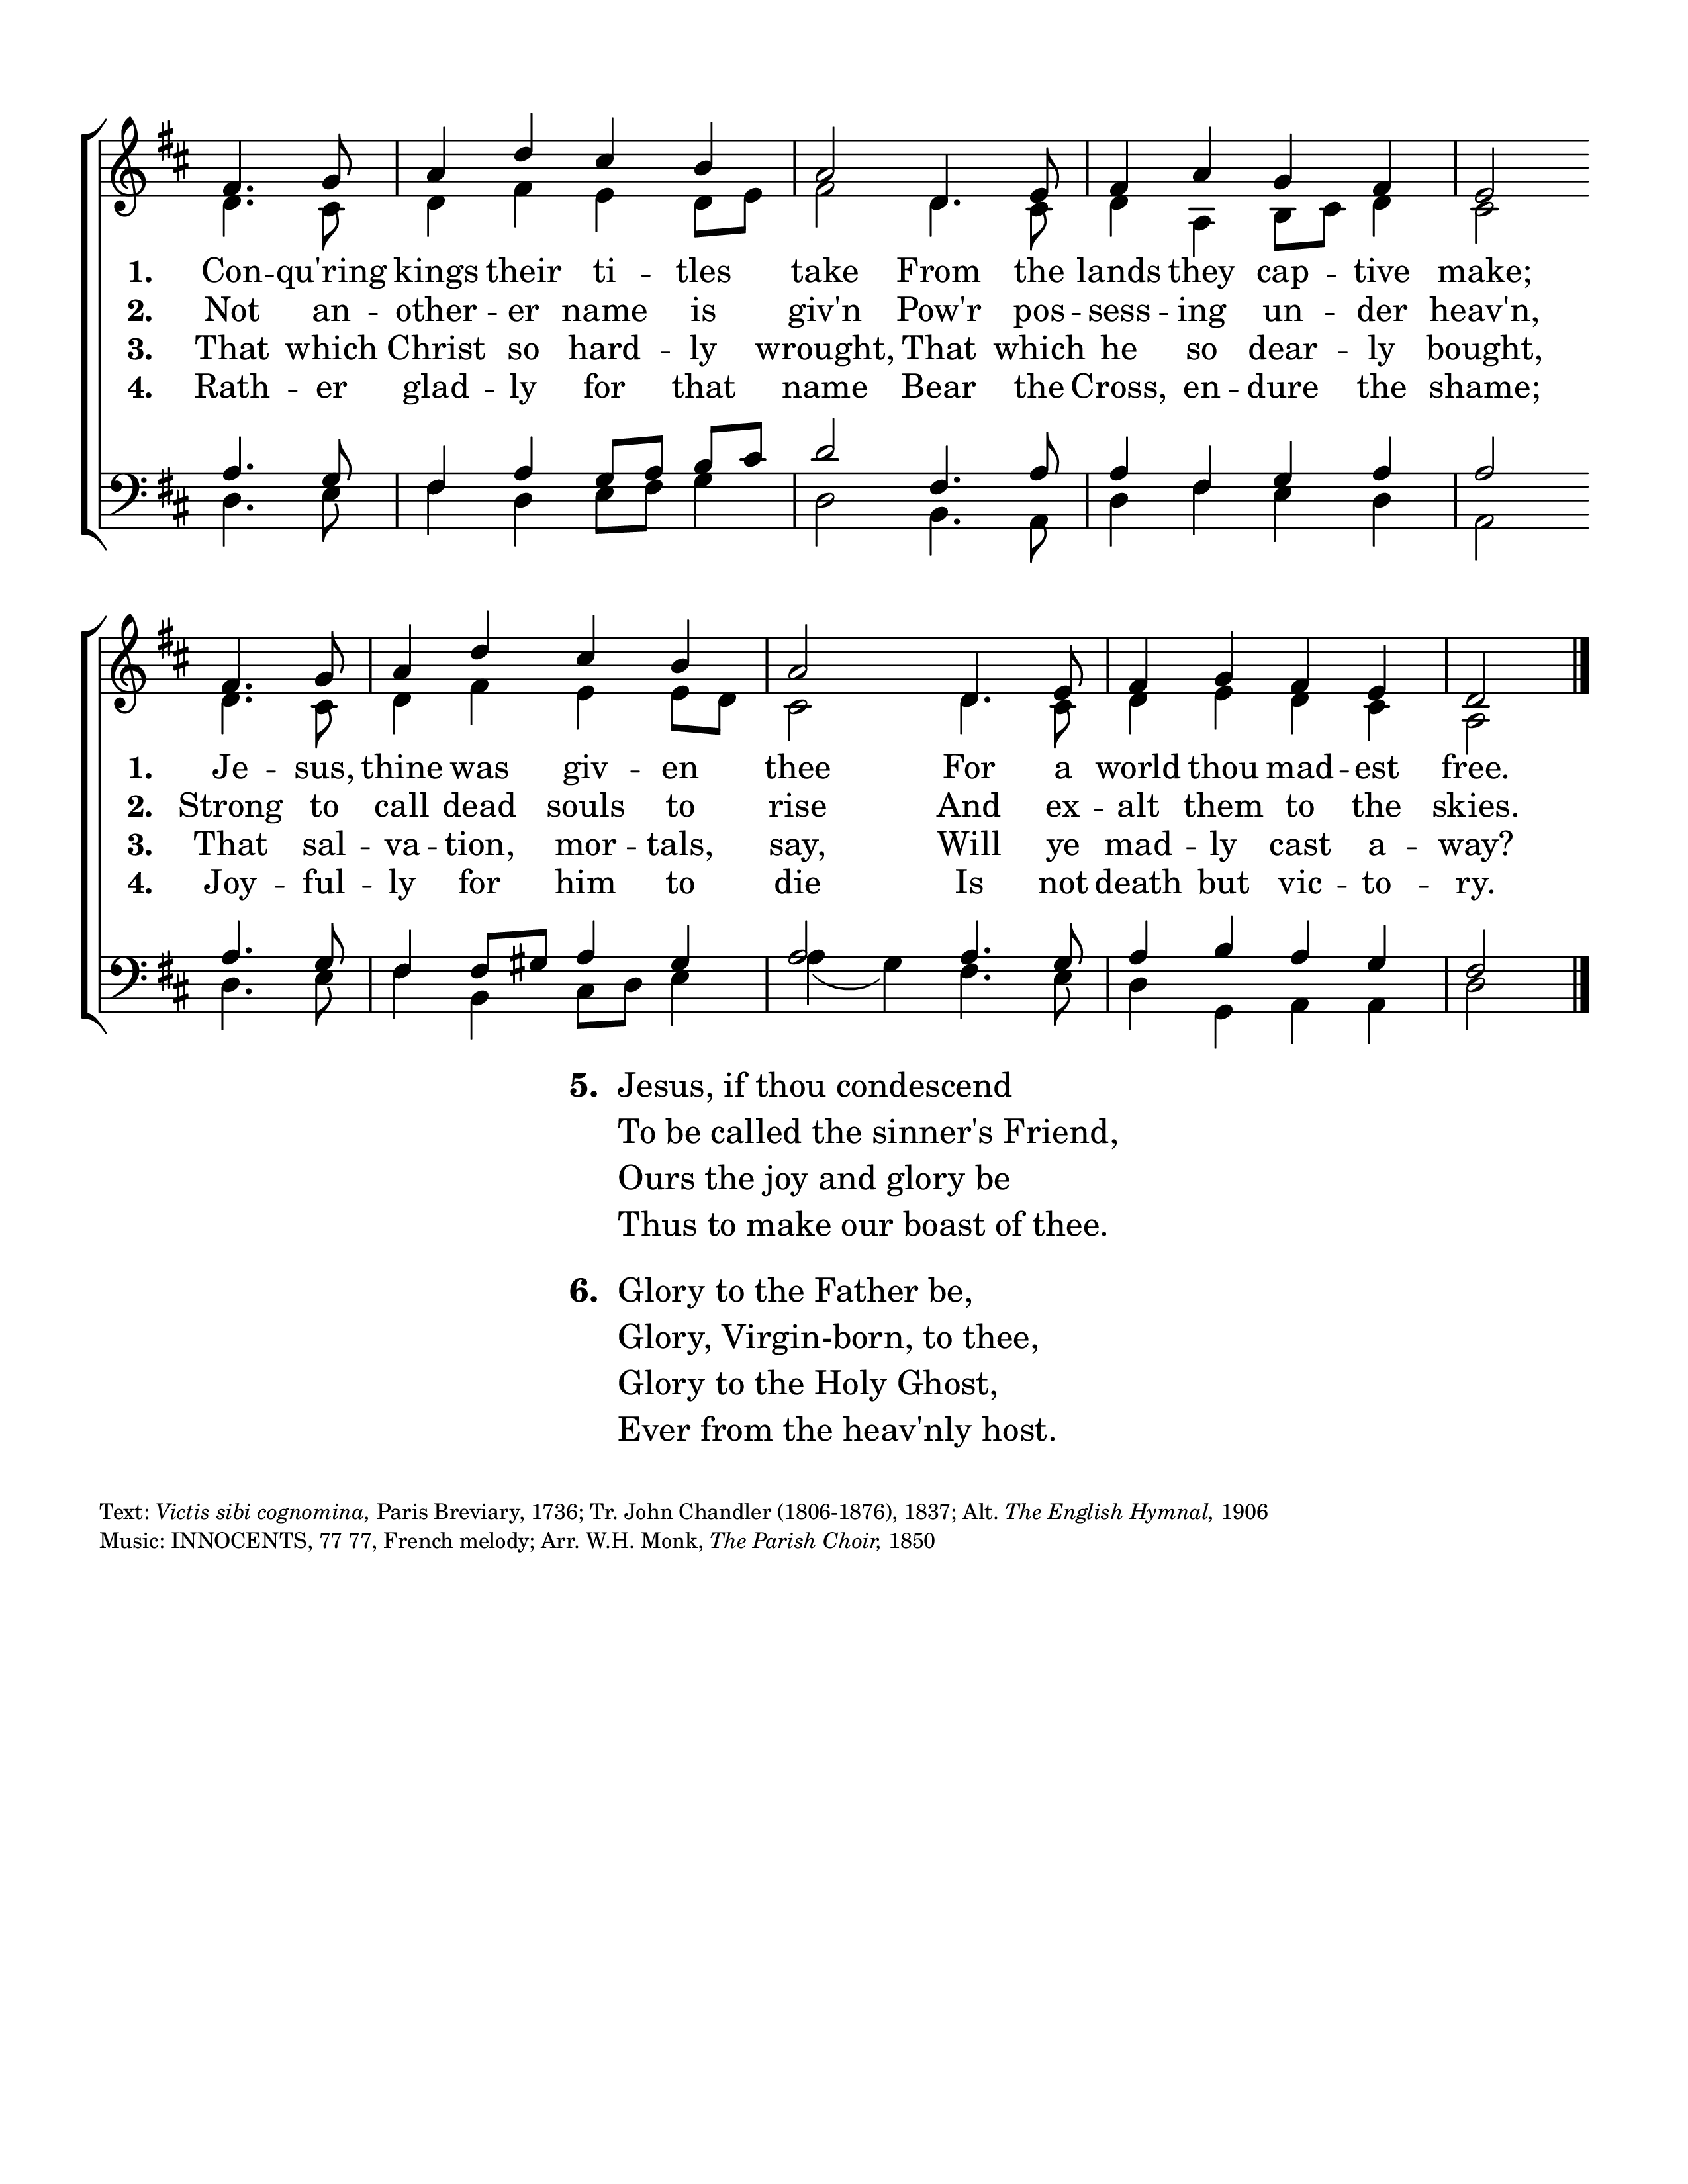 1. Con -- qu'ring kings their ti -- tles take From the lands they cap -- tive make;
2. Not an -- other -- er name is giv'n Pow'r pos -- sess -- ing un -- der heav'n,
3. That which Christ so hard -- ly wrought, That which he so dear -- ly bought,
4. Rath -- er glad -- ly for that name Bear the Cross, en -- dure the shame;
1. Je -- sus, thine was giv -- en thee For a world thou mad -- est free.
2. Strong to call dead souls to rise And ex -- alt them to the skies.
3. That sal -- va -- tion, mor -- tals, say, Will ye mad -- ly cast a -- way?
4. Joy -- ful -- ly for him to die Is not death but vic -- to -- ry.
5. Jesus, if thou condescend
To be called the sinner's Friend,
Ours the joy and glory be
Thus to make our boast of thee.
6. Glory to the Father be,
Glory, Virgin-born, to thee,
Glory to the Holy Ghost,
Ever from the heav'nly host.
Text: Victis sibi cognomina, Paris Breviary, 1736; Tr. John Chandler (1806-1876), 1837; Alt. The English Hymnal, 1906
Music: INNOCENTS, 77 77, French melody; Arr. W.H. Monk, The Parish Choir, 1850